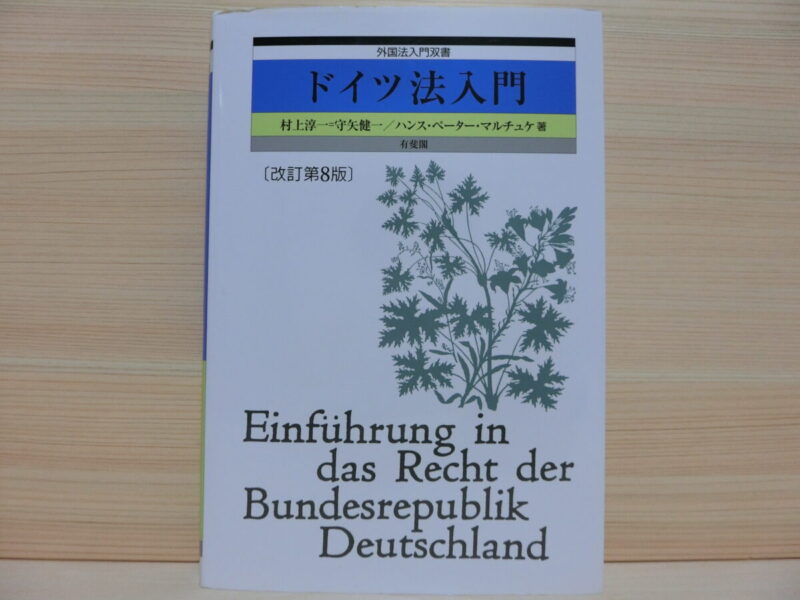 外国法入門双書
ドイツ法入門
村上淳一=守矢健一／ハンス・ペーター・マルチュケ 著
有斐閣
〔改訂第8版〕
Einführung in
das Recht der
Bundesrepublik
Deutschland